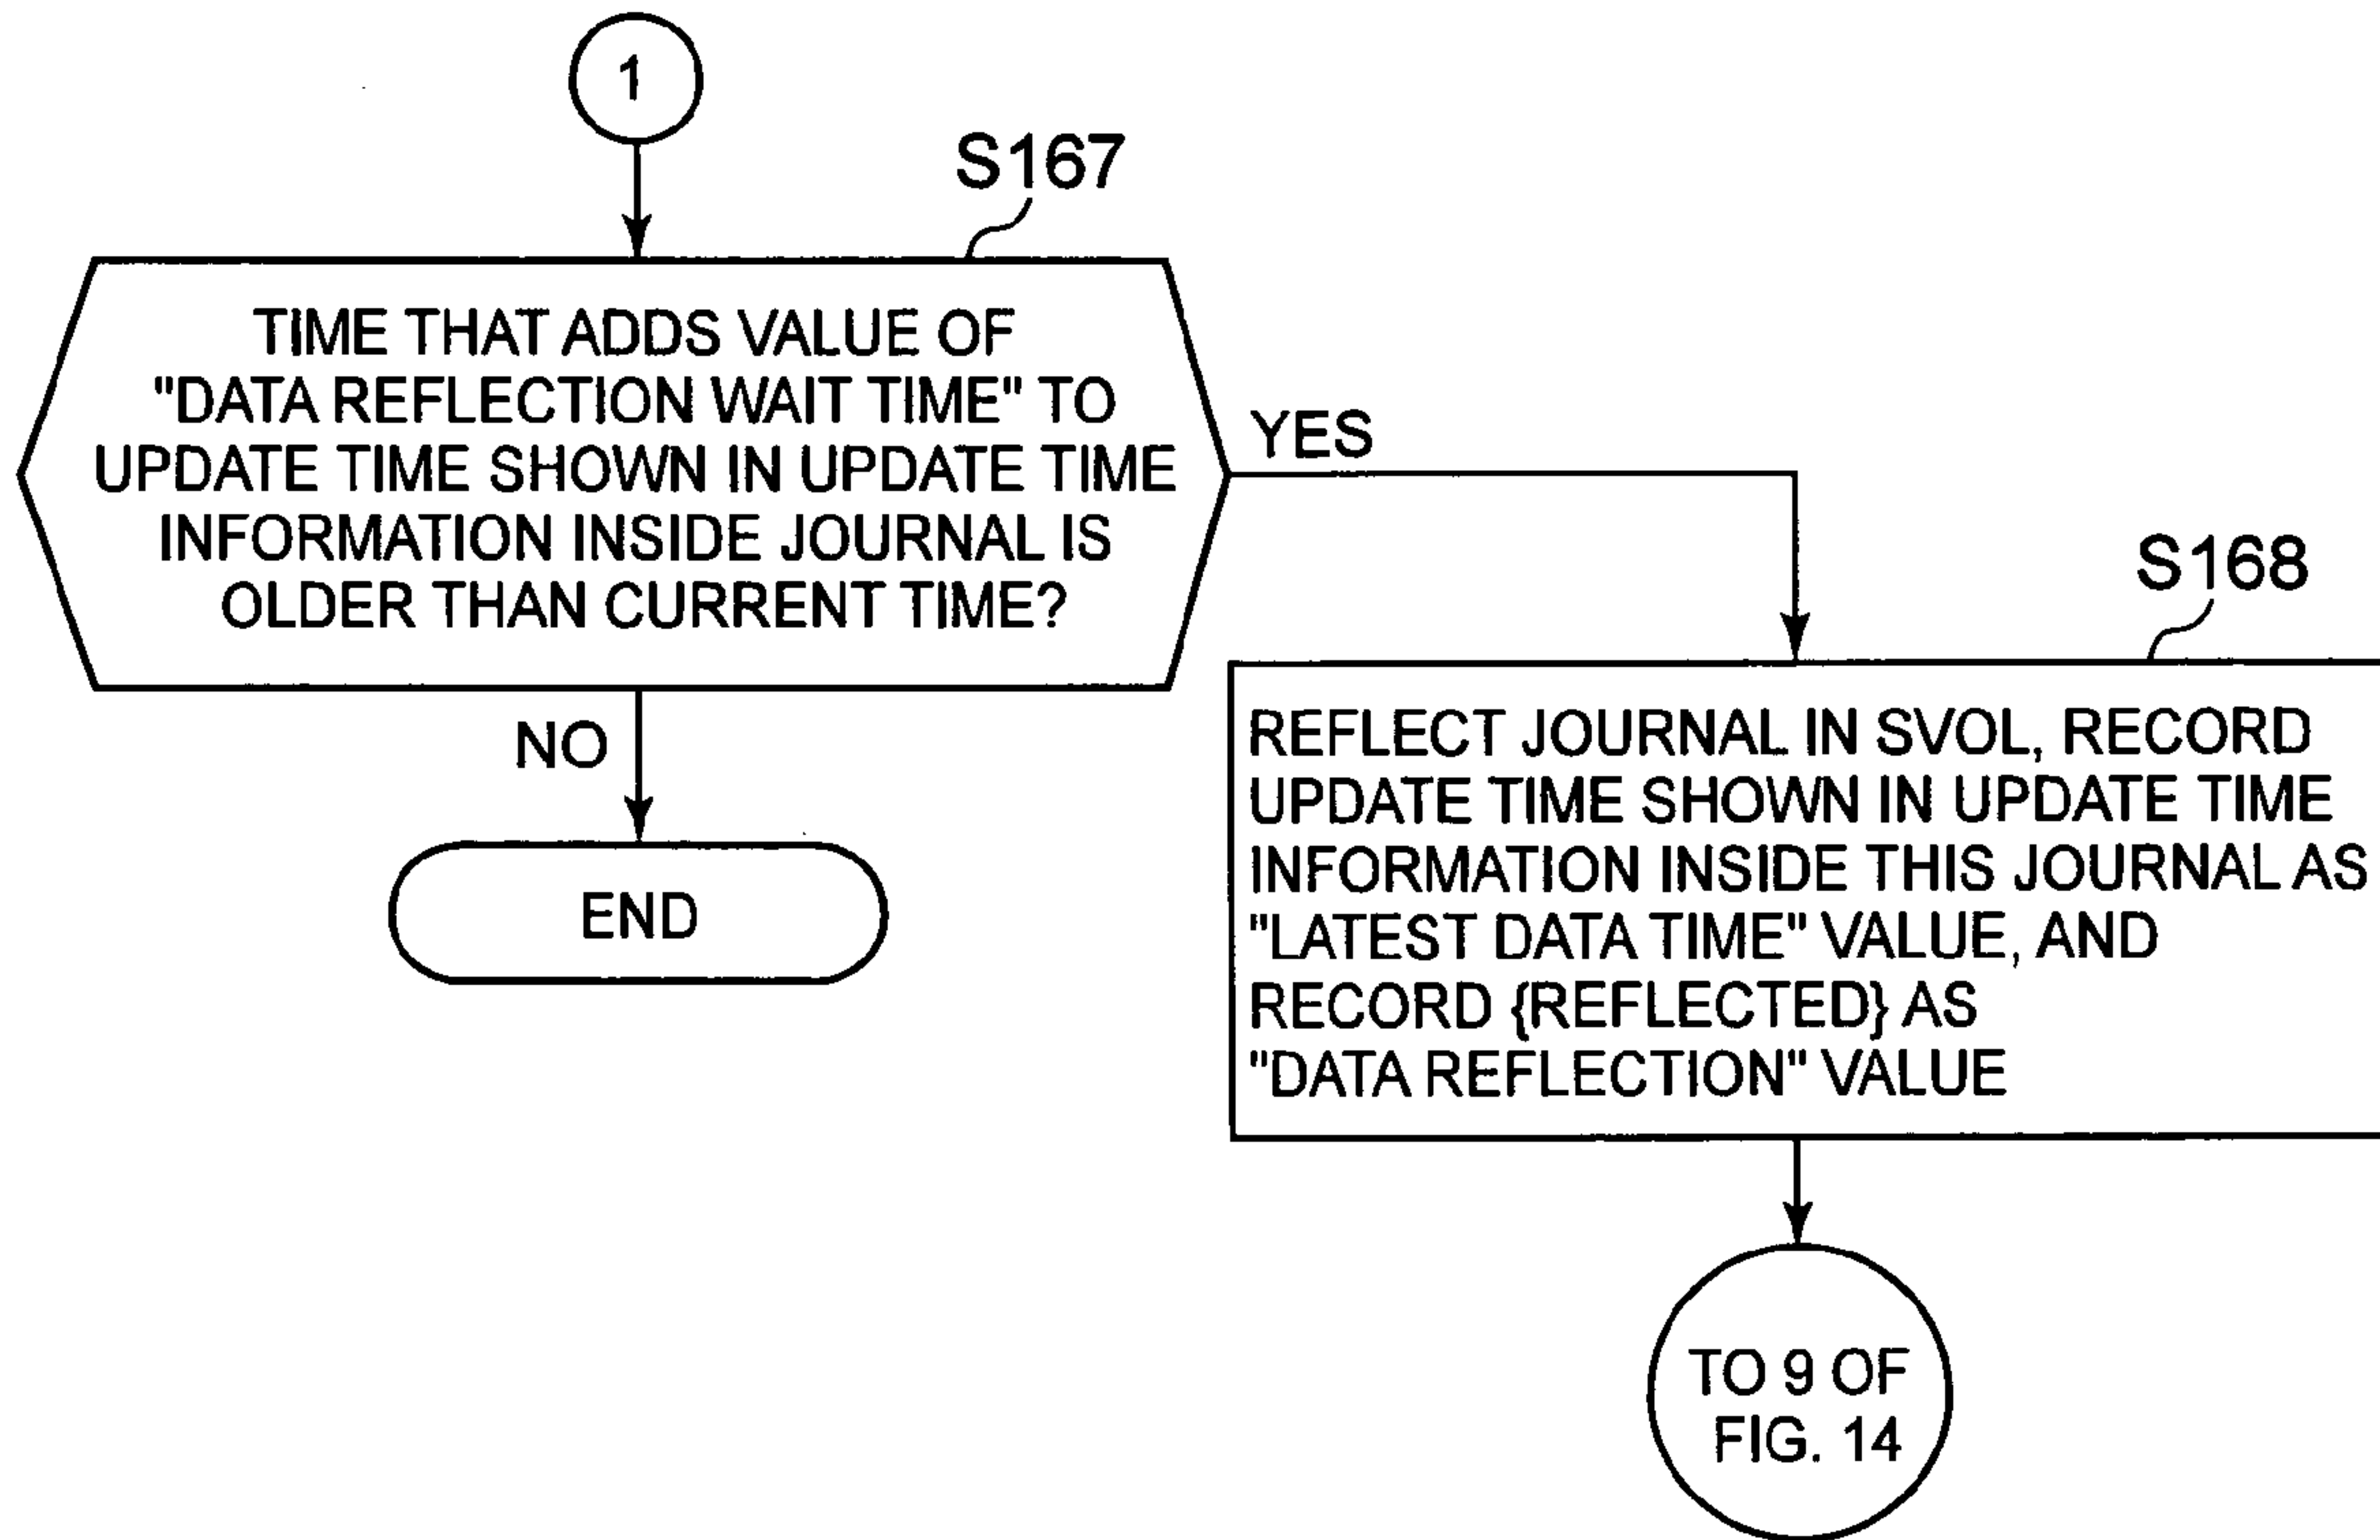 1
S167
TIME THAT ADDS VALUE OF
"DATA REFLECTION WAIT TIME" TO
UPDATE TIME SHOWN IN UPDATE TIME
INFORMATION INSIDE JOURNAL IS
OLDER THAN CURRENT TIME?
YES
NO
END
S168
REFLECT JOURNAL IN SVOL, RECORD
UPDATE TIME SHOWN IN UPDATE TIME
INFORMATION INSIDE THIS JOURNAL AS
"LATEST DATA TIME" VALUE, AND
RECORD {REFLECTED} AS
"DATA REFLECTION" VALUE
TO 9 OF
FIG. 14